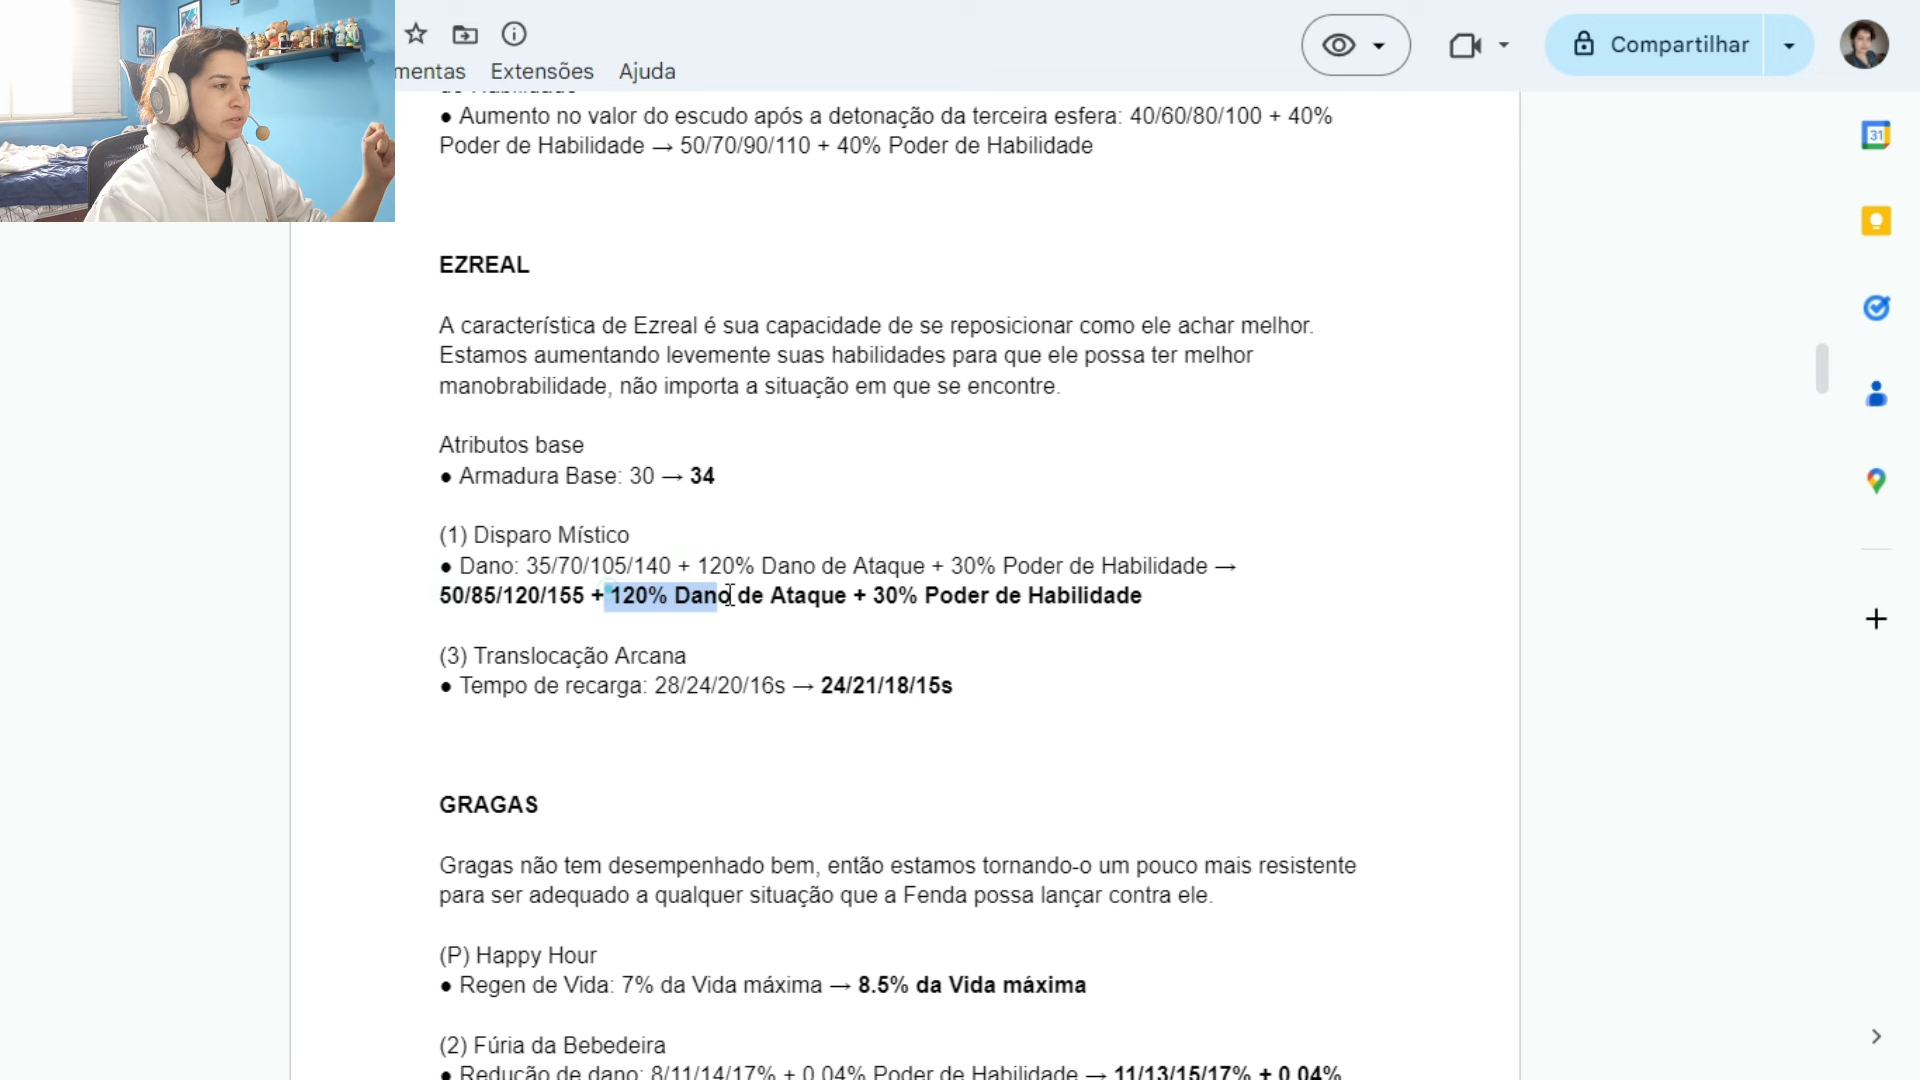 mentas Extensões Ajuda
Compartilhar
31
de Habilidade
● Aumento no valor do escudo após a detonação da terceira esfera: 40/60/80/100 + 40%
Poder de Habilidade → 50/70/90/110 + 40% Poder de Habilidade
EZREAL
A característica de Ezreal é sua capacidade de se reposicionar como ele achar melhor.
Estamos aumentando levemente suas habilidades para que ele possa ter melhor
manobrabilidade, não importa a situação em que se encontre.
Atributos base
● Armadura Base: 30 → 34
(1) Disparo Místico
● Dano: 35/70/105/140 + 120% Dano de Ataque + 30% Poder de Habilidade →
50/85/120/155 + 120% Dano de Ataque + 30% Poder de Habilidade
(3) Translocação Arcana
● Tempo de recarga: 28/24/20/16s → 24/21/18/15s
GRAGAS
Gragas não tem desempenhado bem, então estamos tornando-o um pouco mais resistente
para ser adequado a qualquer situação que a Fenda possa lançar contra ele.
(P) Happy Hour
● Regen de Vida: 7% da Vida máxima → 8.5% da Vida máxima
(2) Fúria da Bebedeira
● Redução de dano: 8/11/14/17% + 0.04% Poder de Habilidade → 11/13/15/17% + 0.04%